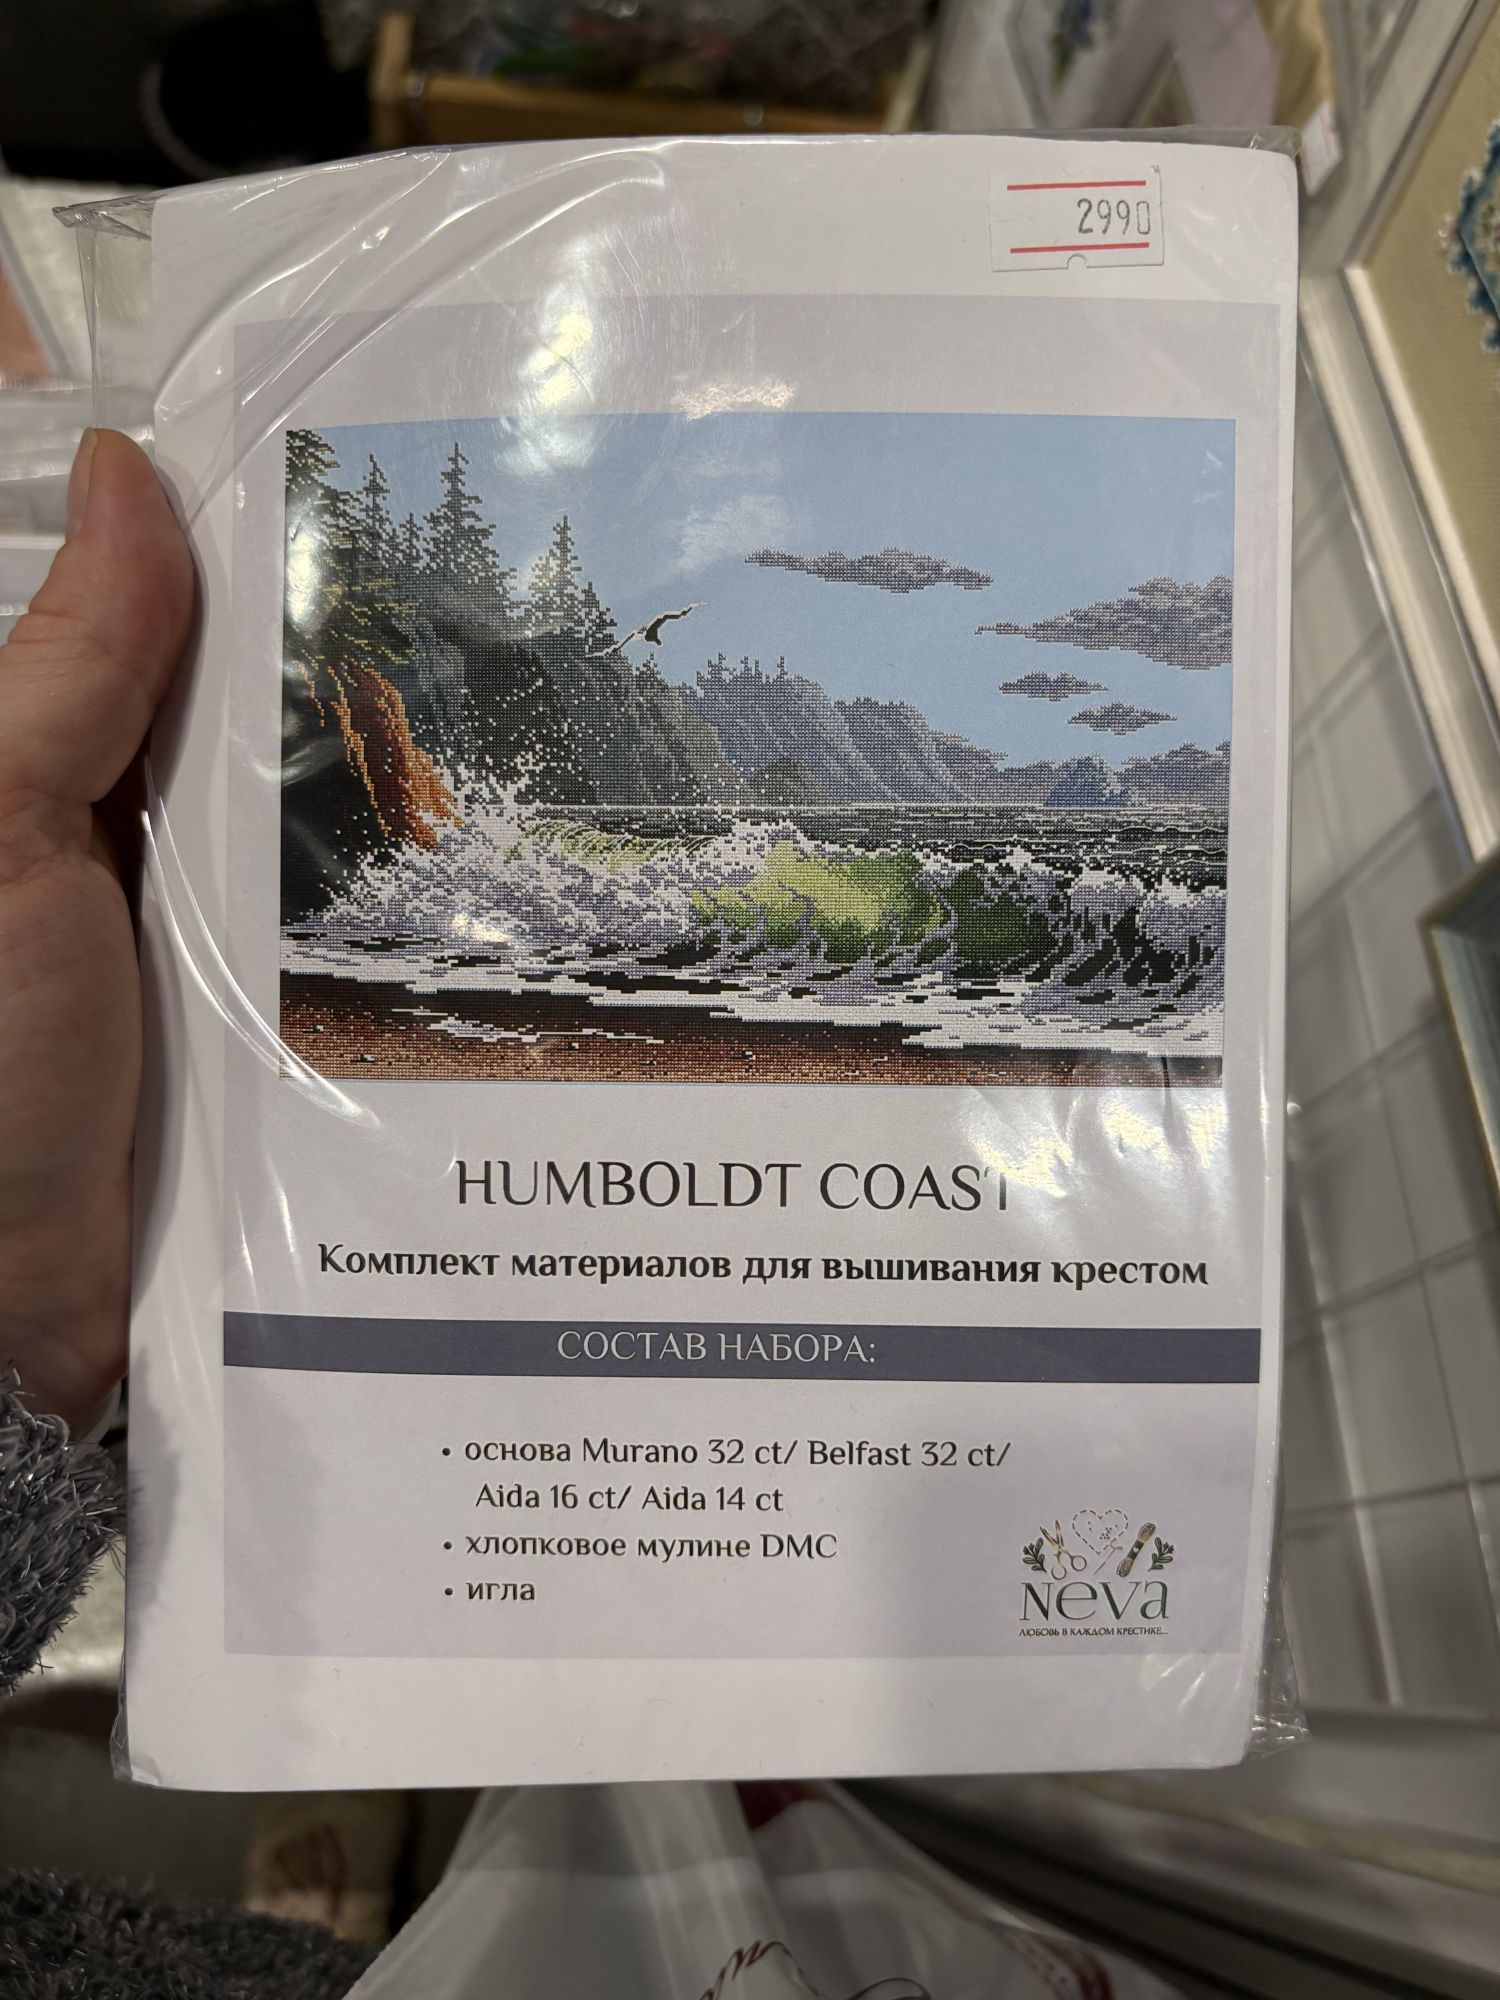 2990
HUMBOLDT COAST
Комплект материалов для вышивания крестом
СОСТАВ НАБОРА:
• основа Murano 32 ct/ Belfast 32 ct/
Aida 16 ct/ Aida 14 ct
• хлопковое мулине DMC
• игла
Neva
ЛЮБОВЬ В КАЖДОМ КРЕСТИКЕ...